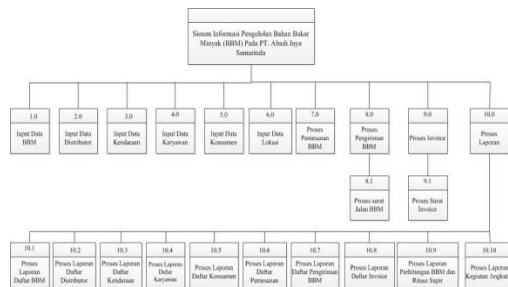 Sistem Informasi Pengelolan Bahan Bakar
Minyak (BBM) Pada PT. Abadi Jaya
Samarinda
1.0
Input Data
BBM
2.0
Input Data
Distributor
3.0
Input Data
Kendaraan
4.0
Input Data
Karyawan
5.0
Input Data
Konsumen
6.0
Input Data
Lokasi
7.0
Proses
Pemesanan
BBM
8.0
Proses
Pengiriman
BBM
9.0
Proses Invoice
10.0
Proses
Laporan
8.1
Proses surat
Jalan BBM
9.1
Proses Surat
Invoice
10.1
Proses
Laporan
Daftar BBM
10.2
Proses Laporan
Daftar
Distributor
10.3
Proses Laporan
Daftar
Kendaraan
10.4
Proses Laporan
Daftar
Karyawan
10.5
Proses Laporan
Daftar Konsumen
10.6
Proses Laporan
Daftar
Pemesanan
10.7
Proses Laporan
Daftar Pengiriman
BBM
10.8
Proses Laporan
Daftar Invoice
10.9
Proses Laporan
Perhitungan BBM dan
Ritase Supir
10.10
Proses Laporan
Kegiatan Angkut